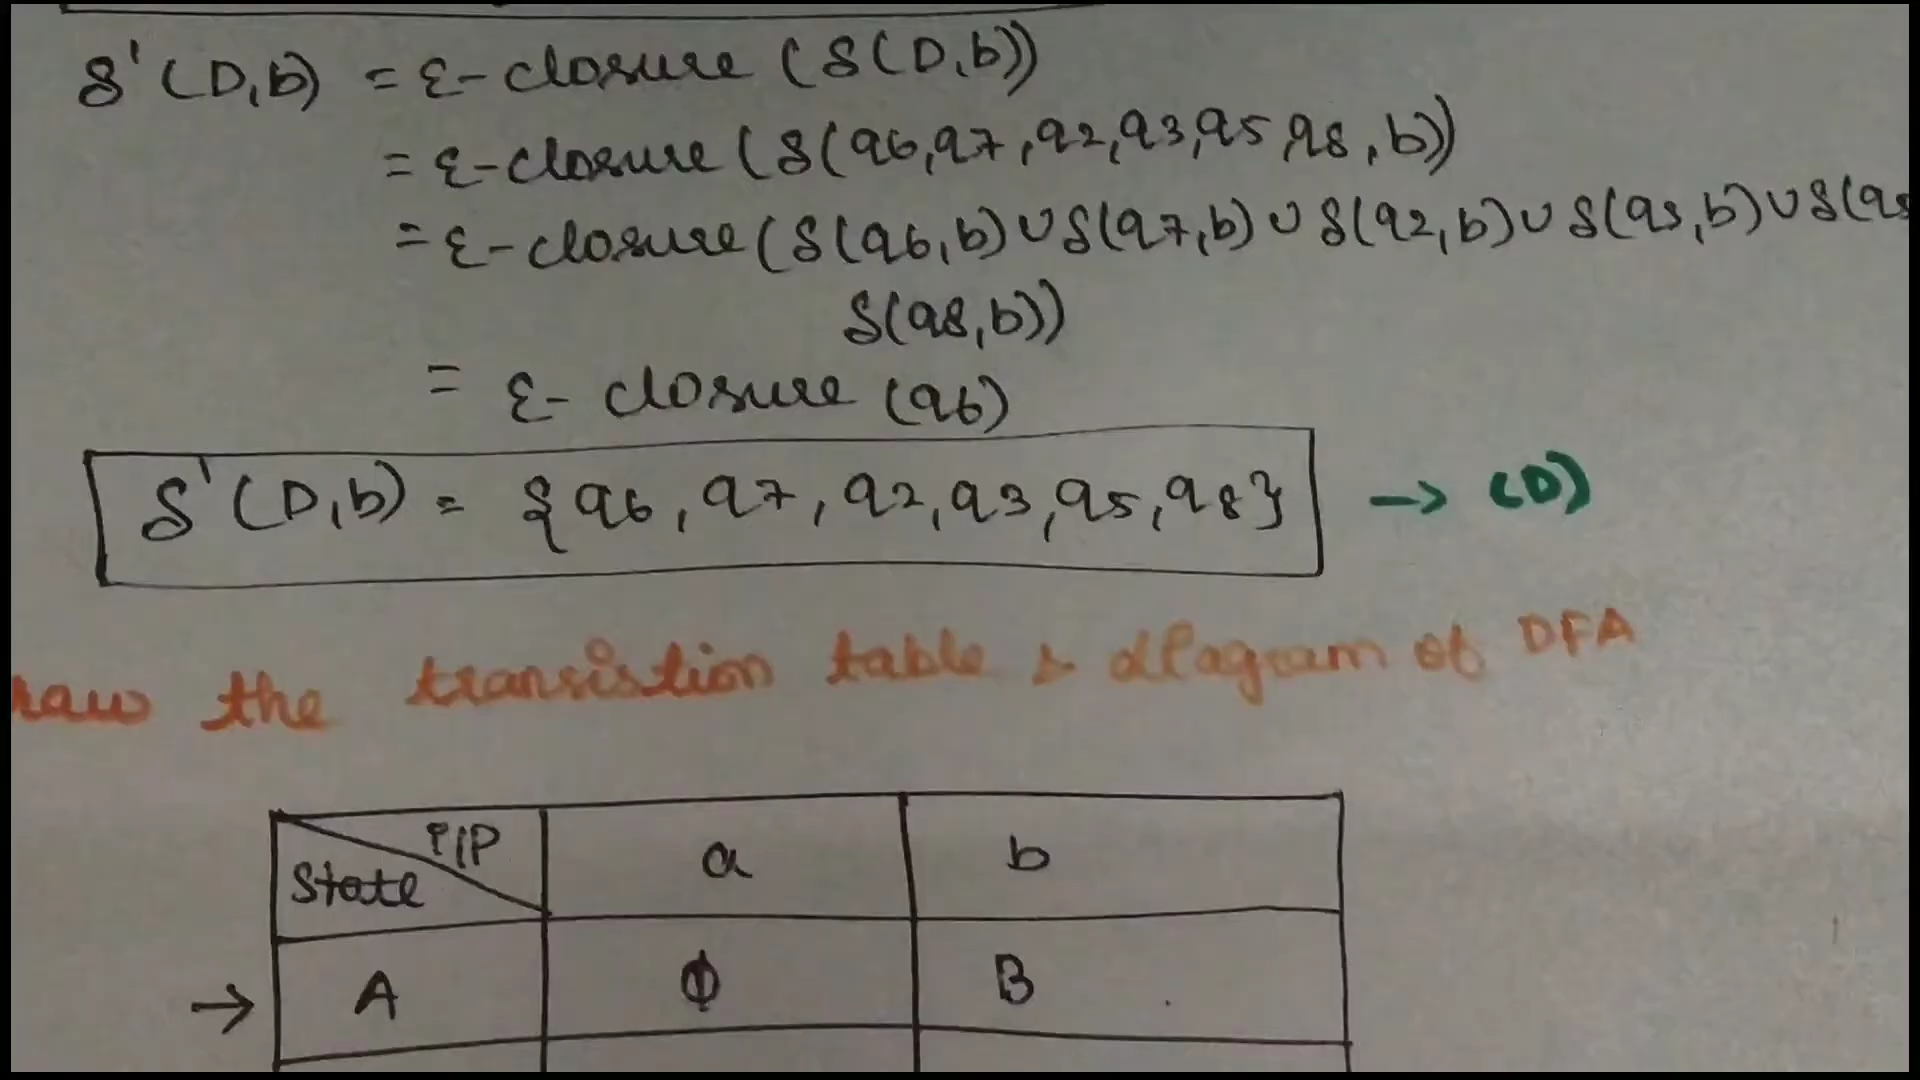 δ'(D,b) = ε-closure (δ(D,b))
= ε-closure (δ(q6,q7,q2,q3,q5,q8,b))
= ε-closure (δ(q6,b) ∪ δ(q7,b) ∪ δ(q2,b) ∪ δ(q3,b) ∪ δ(q5
δ(q8,b))
= ε-closure (q6)
δ'(D,b) = {q6, q7, q2, q3, q5, q8} → (D)
raw the transistion table & diagram of DFA
State I/P a b
→ A Φ B